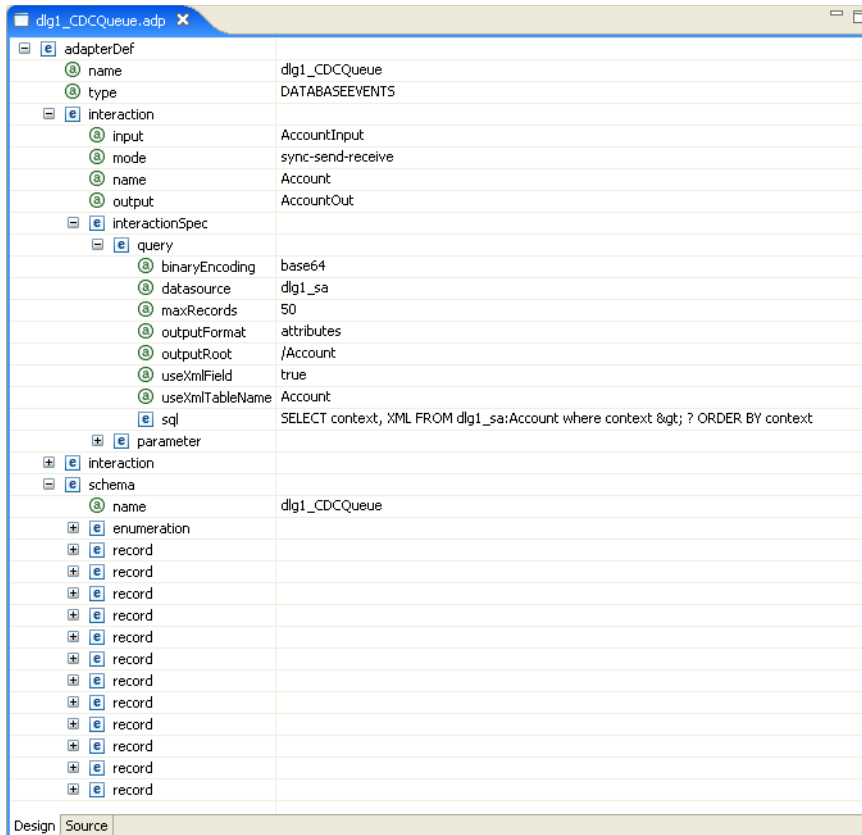 dlg1_CDCQueue.adp
adapterDef
name dlg1_CDCQueue
type DATABASEEVENTS
interaction
input AccountInput
mode sync-send-receive
name Account
output AccountOut
interactionSpec
query
binaryEncoding base64
datasource dlg1_sa
maxRecords 50
outputFormat attributes
outputRoot /Account
useXmlField true
useXmlTableName Account
sql SELECT context, XML FROM dlg1_sa:Account where context &gt; ? ORDER BY context
parameter
interaction
schema
name dlg1_CDCQueue
enumeration
record
record
record
record
record
record
record
record
record
record
record
record
Design Source